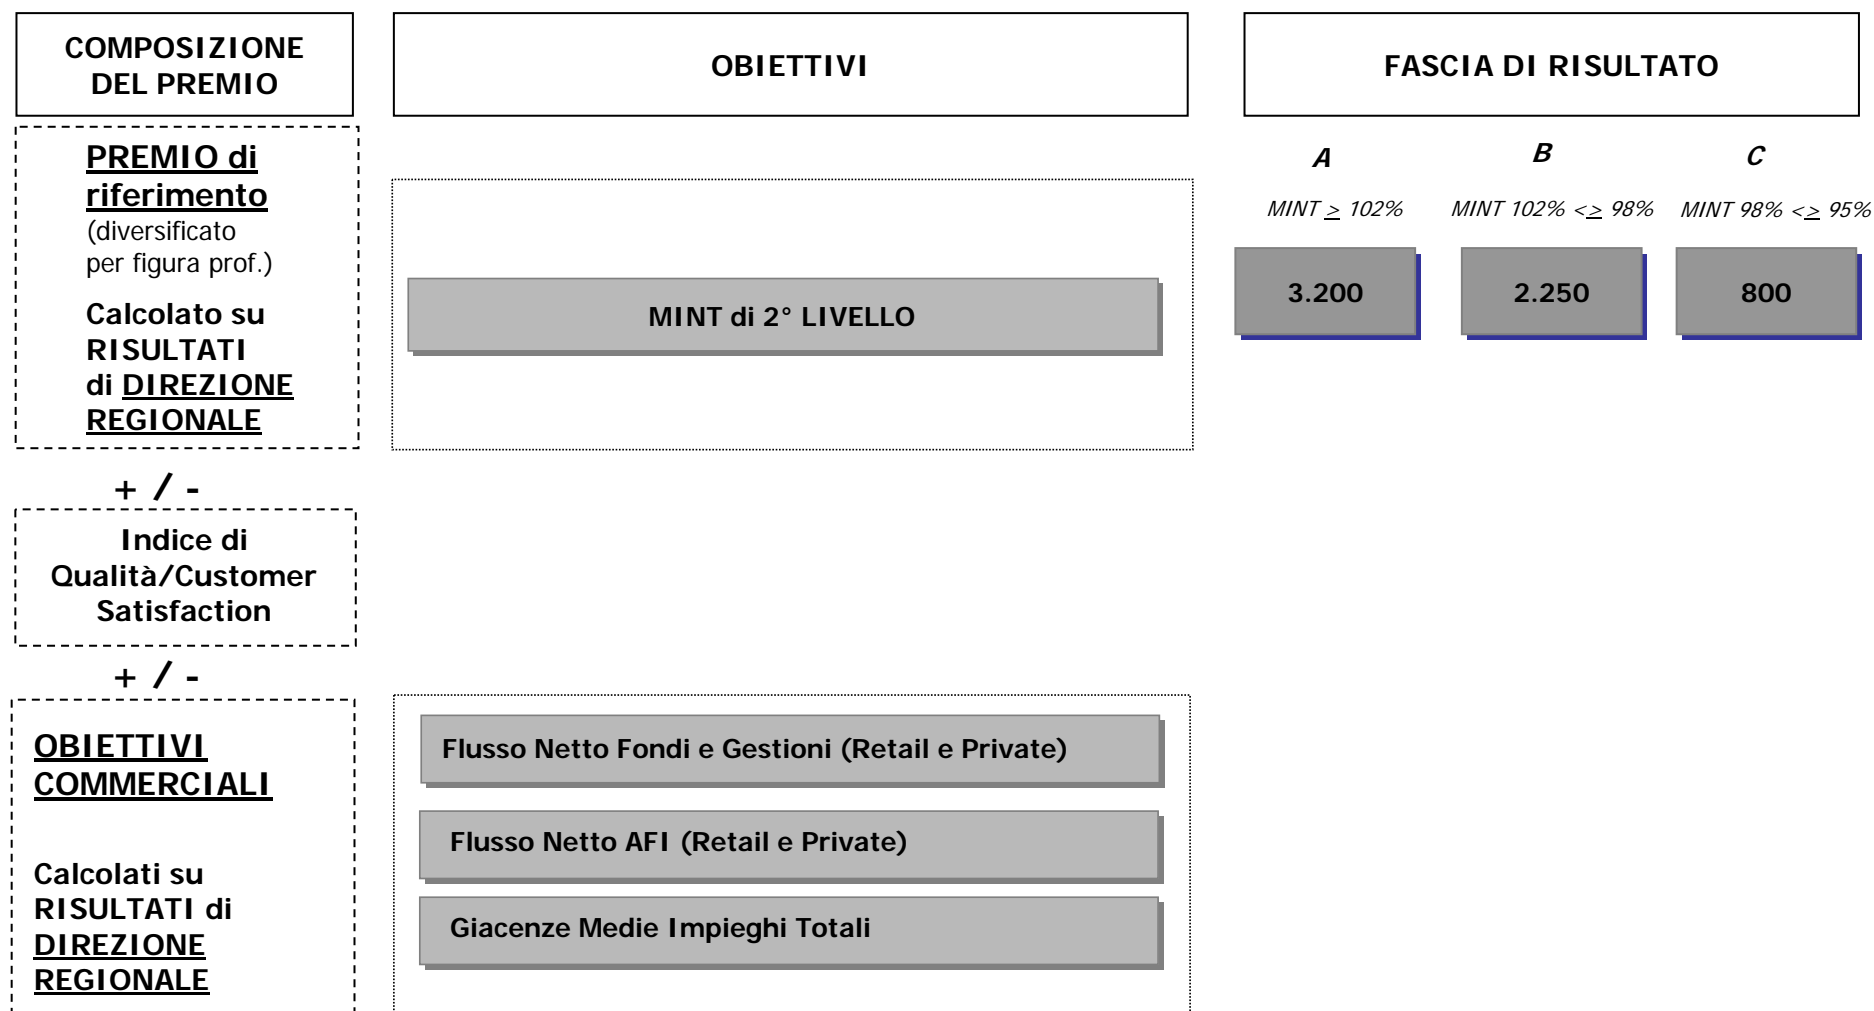 COMPOSIZIONE
DEL PREMIO
OBIETTIVI
FASCIA DI RISULTATO
PREMIO di
riferimento
(diversificato
per figura prof.)
Calcolato su
RISULTATI
di DIREZIONE
REGIONALE
MINT di 2° LIVELLO
A
B
C
MINT ≥ 102%
MINT 102% <≥ 98%
MINT 98% <≥ 95%
3.200
2.250
800
+ / -
Indice di
Qualità/Customer
Satisfaction
+ / -
OBIETTIVI
COMMERCIALI
Calcolati su
RISULTATI di
DIREZIONE
REGIONALE
Flusso Netto Fondi e Gestioni (Retail e Private)
Flusso Netto AFI (Retail e Private)
Giacenze Medie Impieghi Totali